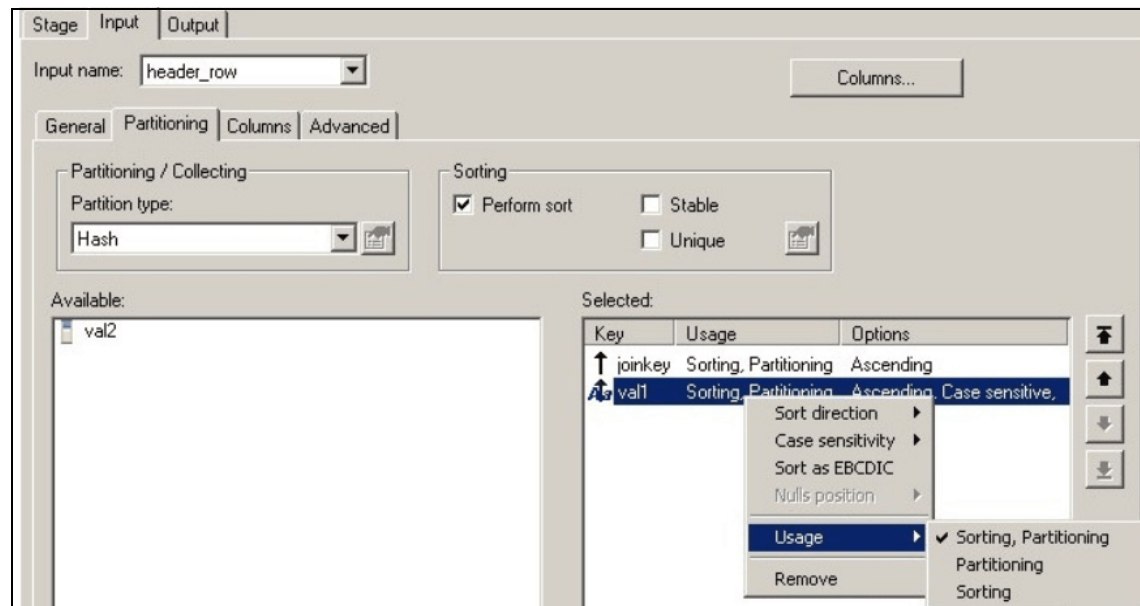 Stage Input Output
Input name: header_row Columns...
General Partitioning Columns Advanced
Partitioning / Collecting Sorting
Partition type: Perform sort Stable
Hash Unique
Available: Selected:
val2 Key Usage Options
joinkey Sorting, Partitioning Ascending
val1 Sorting, Partitioning Ascending, Case sensitive,
Sort direction
Case sensitivity
Sort as EBCDIC
Nulls position
Usage Sorting, Partitioning
Partitioning
Remove Sorting